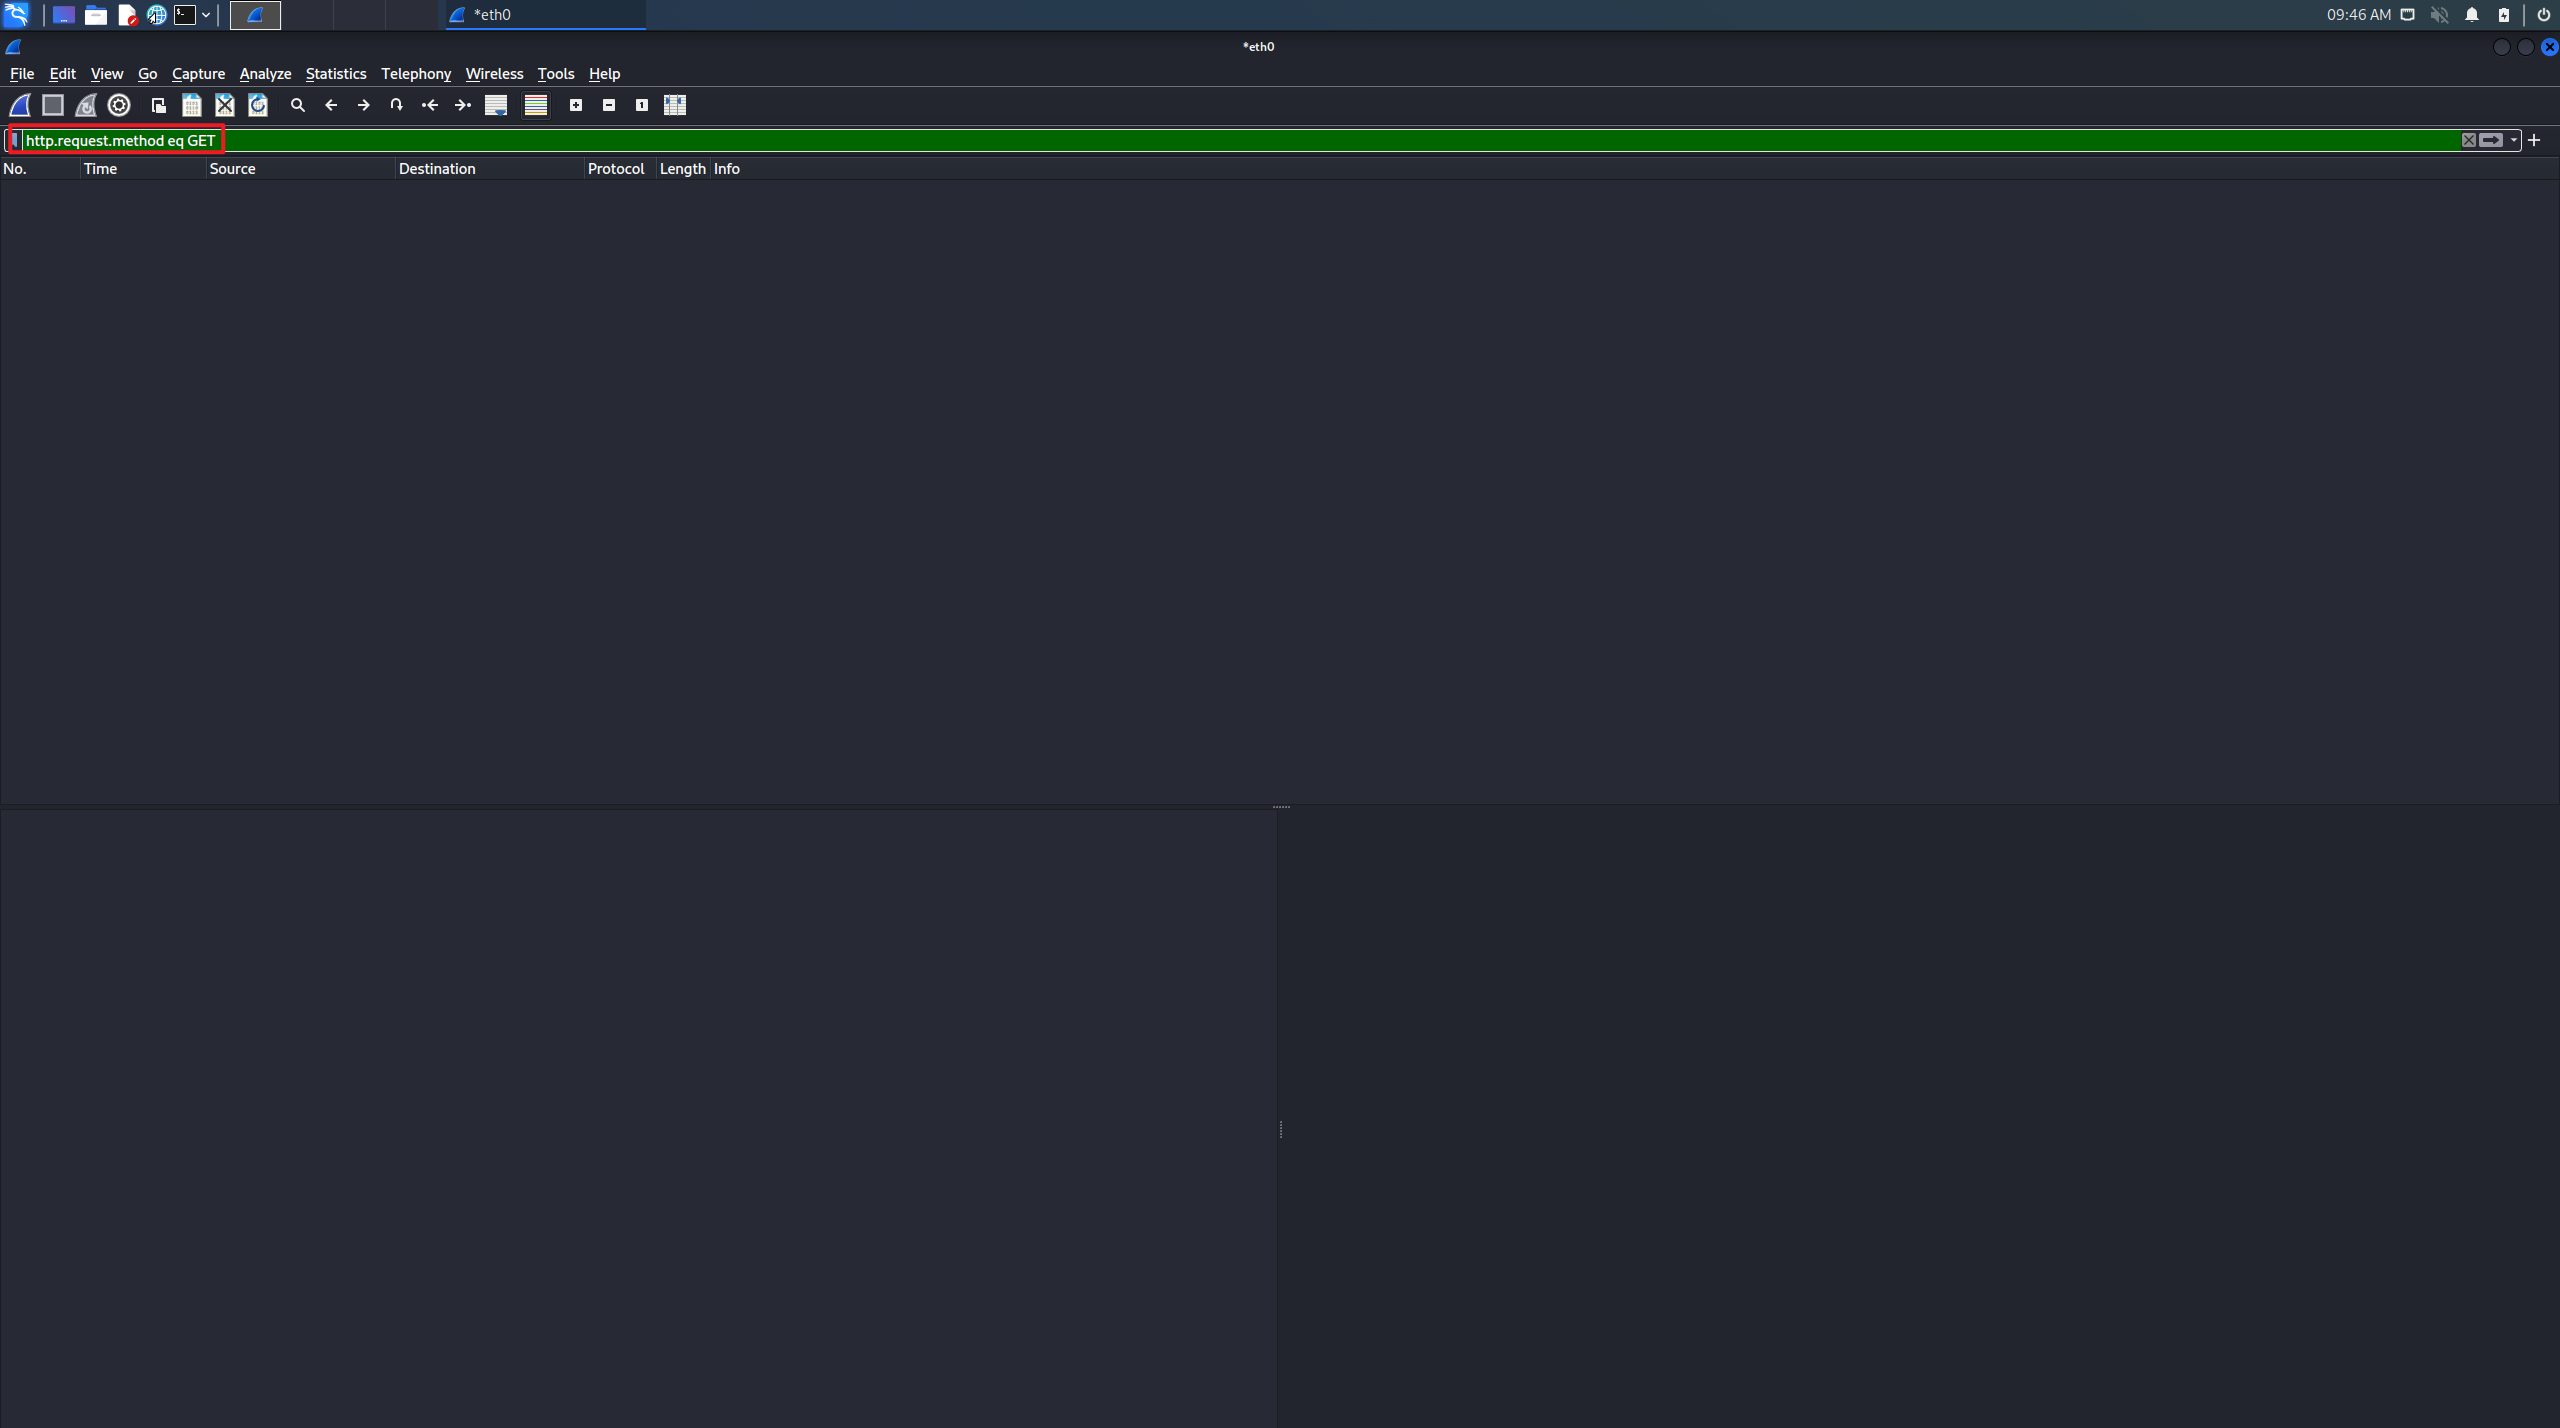 *eth0
09:46 AM
*eth0
File Edit View Go Capture Analyze Statistics Telephony Wireless Tools Help
http.request.method eq GET
No. Time Source Destination Protocol Length Info